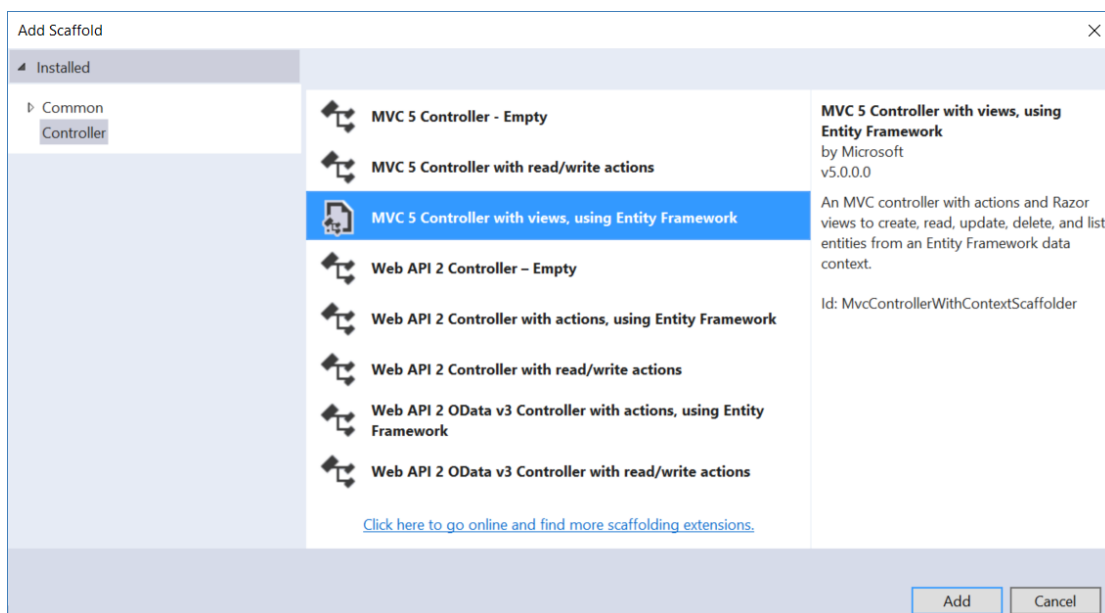 Add Scaffold
Installed
Common
Controller
MVC 5 Controller - Empty
MVC 5 Controller with read/write actions
MVC 5 Controller with views, using Entity Framework
Web API 2 Controller – Empty
Web API 2 Controller with actions, using Entity Framework
Web API 2 Controller with read/write actions
Web API 2 OData v3 Controller with actions, using Entity
Framework
Web API 2 OData v3 Controller with read/write actions
Click here to go online and find more scaffolding extensions.
MVC 5 Controller with views, using
Entity Framework
by Microsoft
v5.0.0.0
An MVC controller with actions and Razor
views to create, read, update, delete, and list
entities from an Entity Framework data
context.
Id: MvcControllerWithContextScaffolder
Add
Cancel